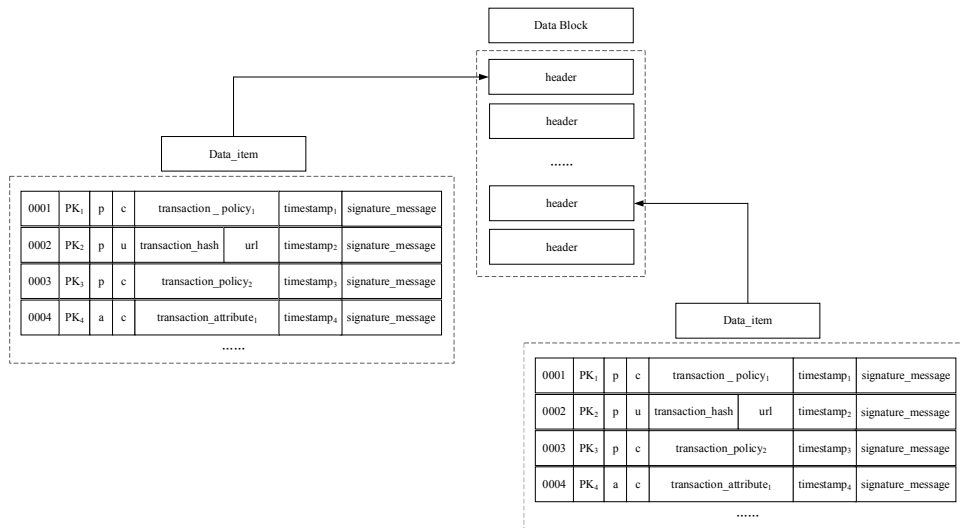 Data Block
header
header
......
header
header
Data_item
0001 PK₁ p c transaction _ policy₁ timestamp₁ signature_message
0002 PK₂ p u transaction_hash url timestamp₂ signature_message
0003 PK₃ p c transaction_policy₂ timestamp₃ signature_message
0004 PK₄ a c transaction_attribute₁ timestamp₄ signature_message
......
Data_item
0001 PK₁ p c transaction _ policy₁ timestamp₁ signature_message
0002 PK₂ p u transaction_hash url timestamp₂ signature_message
0003 PK₃ p c transaction_policy₂ timestamp₃ signature_message
0004 PK₄ a c transaction_attribute₁ timestamp₄ signature_message
......